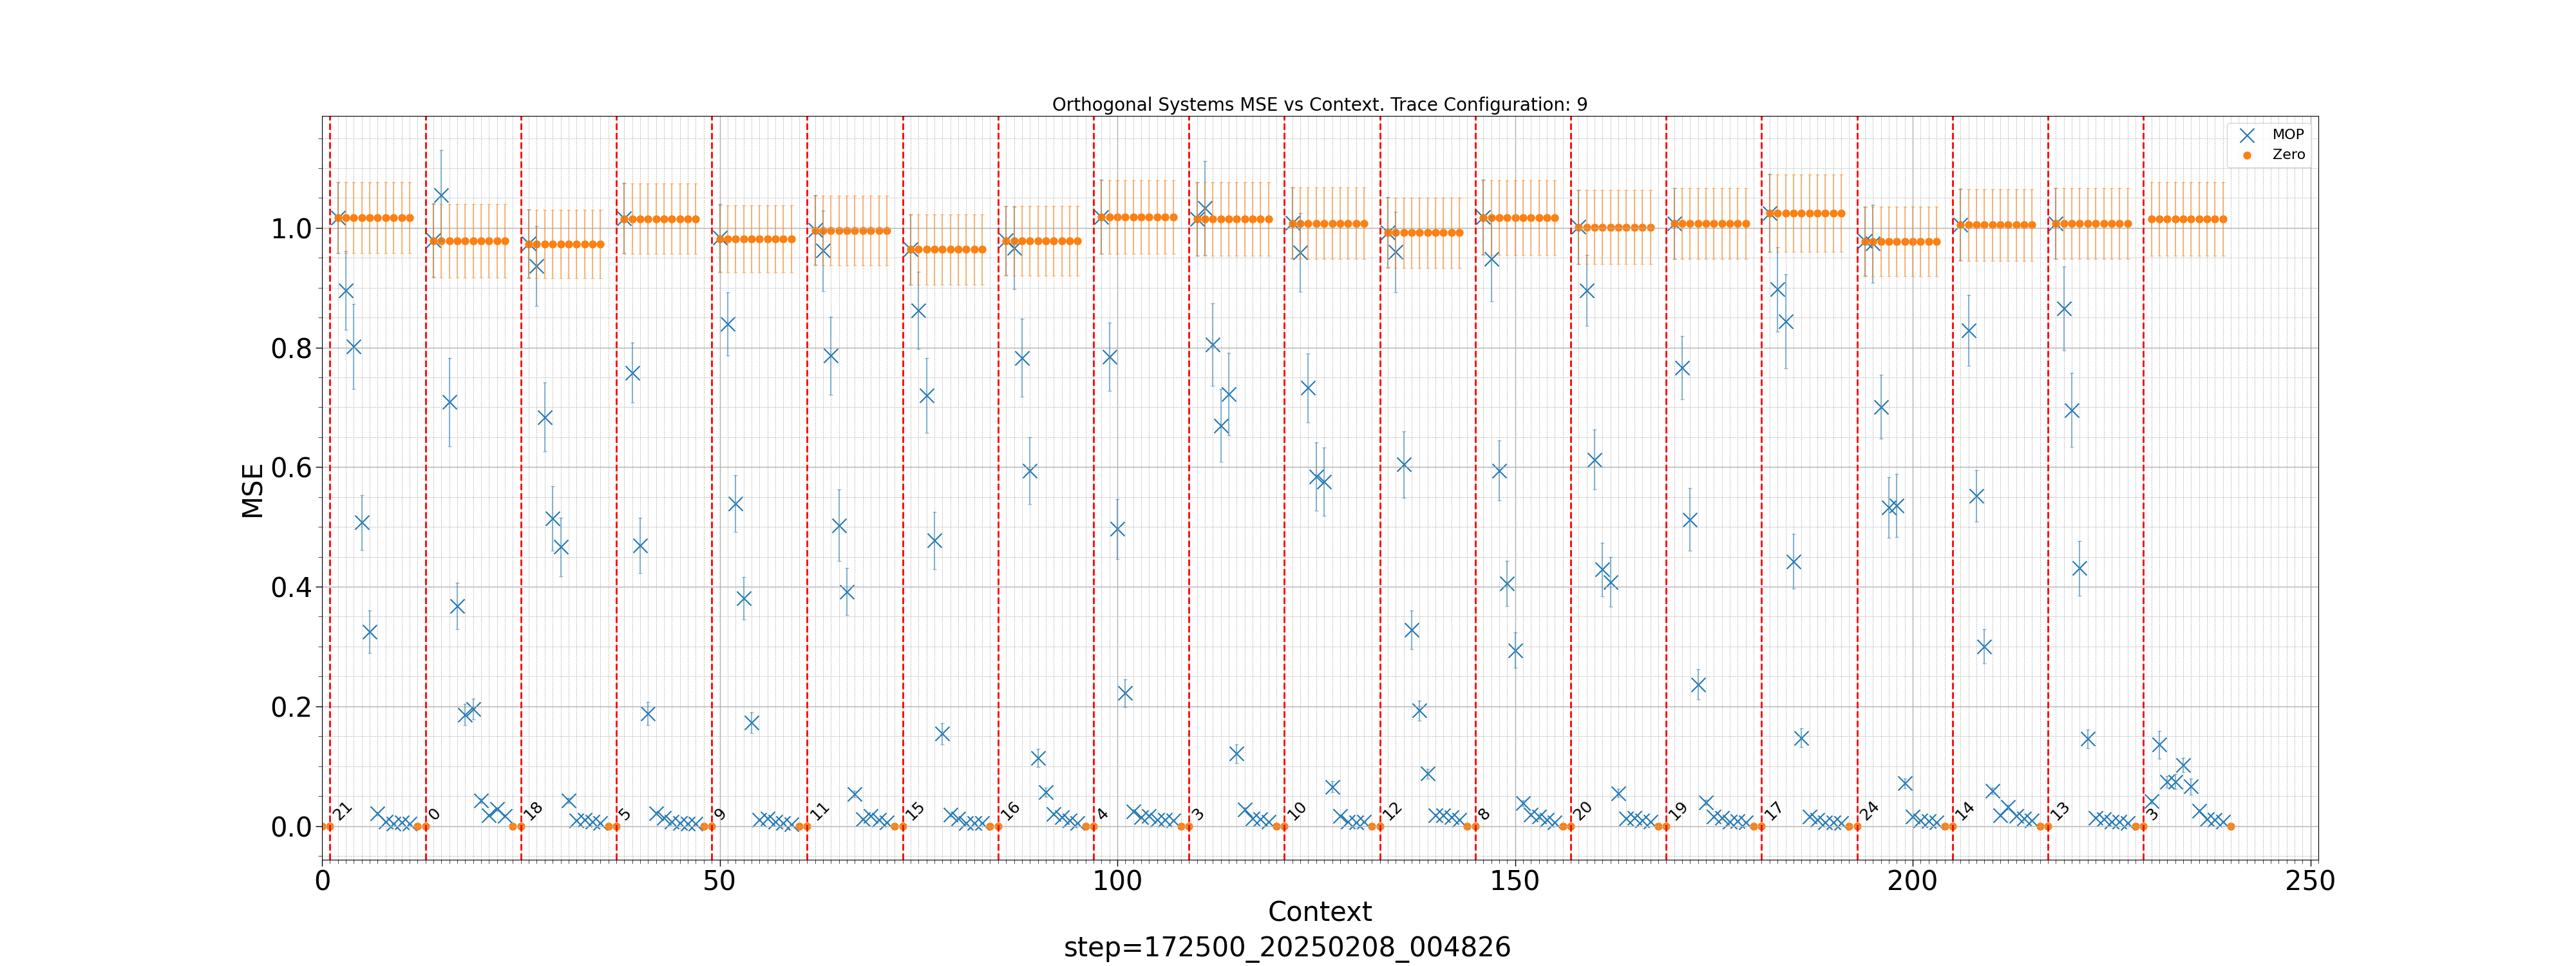 Orthogonal Systems MSE vs Context. Trace Configuration: 9
MOP
Zero
MSE
1.0
0.8
0.6
0.4
0.2
0.0
21 0 18 5 9 11 15 16 4 3 10 12 8 20 19 17 24 14 13 3
0 50 100 150 200 250
Context
step=172500_20250208_004826